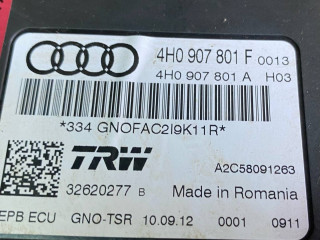 4H0 907 801 F 0013
4H0 907 801 A H03
*334 GNOFAC2I9K11R*
TRW A2C58091263
32620277 B Made in Romania
EPB ECU GNO-TSR 10.09.12 0001 0911